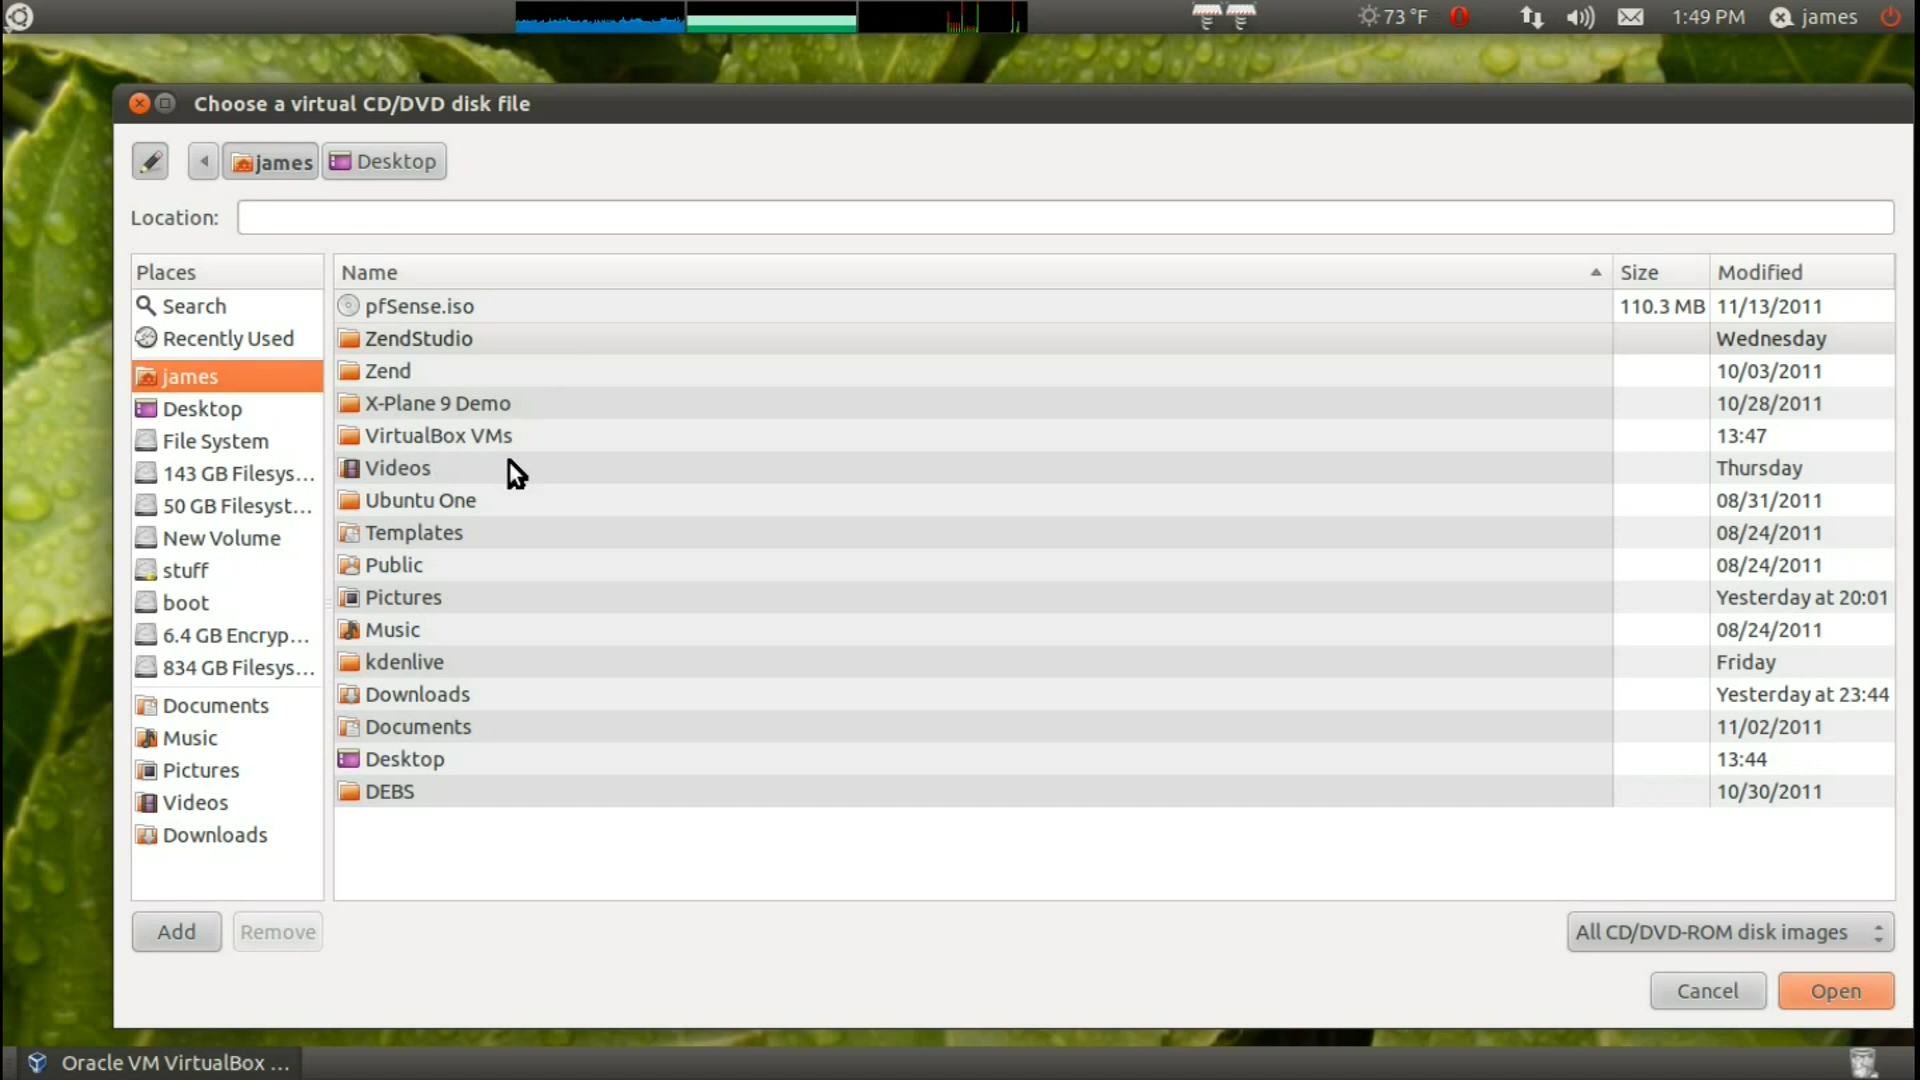 73 °F
1:49 PM
james
Choose a virtual CD/DVD disk file
james
Desktop
Location:
Places
Search
Recently Used
james
Desktop
File System
143 GB Filesys...
50 GB Filesyst...
New Volume
stuff
boot
6.4 GB Encryp...
834 GB Filesys...
Documents
Music
Pictures
Videos
Downloads
Name Size Modified
pfSense.iso 110.3 MB 11/13/2011
ZendStudio Wednesday
Zend 10/03/2011
X-Plane 9 Demo 10/28/2011
VirtualBox VMs 13:47
Videos Thursday
Ubuntu One 08/31/2011
Templates 08/24/2011
Public 08/24/2011
Pictures Yesterday at 20:01
Music 08/24/2011
kdenlive Friday
Downloads Yesterday at 23:44
Documents 11/02/2011
Desktop 13:44
DEBS 10/30/2011
Add
Remove
All CD/DVD-ROM disk images
Cancel
Open
Oracle VM VirtualBox ...